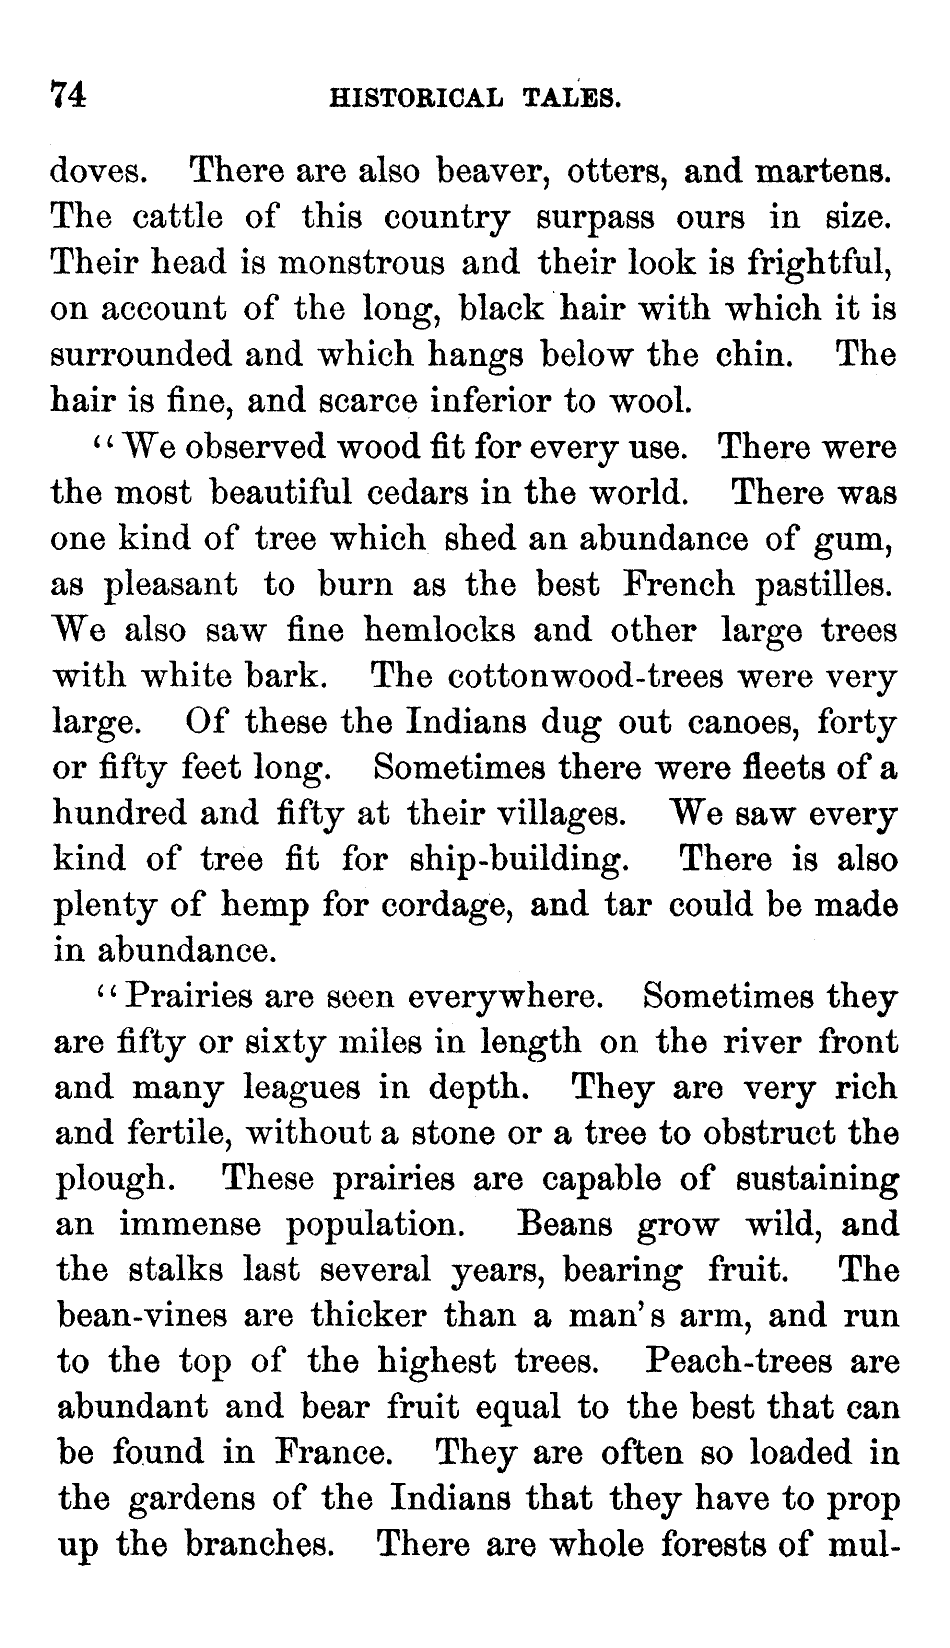 74 HISTORICAL TALES.
doves. There are also beaver, otters, and martens.
The cattle of this country surpass ours in size.
Their head is monstrous and their look is frightful,
on account of the long, black hair with which it is
surrounded and which hangs below the chin. The
hair is fine, and scarce inferior to wool.
“We observed wood fit for every use. There were
the most beautiful cedars in the world. There was
one kind of tree which shed an abundance of gum,
as pleasant to burn as the best French pastilles.
We also saw fine hemlocks and other large trees
with white bark. The cottonwood-trees were very
large. Of these the Indians dug out canoes, forty
or fifty feet long. Sometimes there were fleets of a
hundred and fifty at their villages. We saw every
kind of tree fit for ship-building. There is also
plenty of hemp for cordage, and tar could be made
in abundance.
“Prairies are seen everywhere. Sometimes they
are fifty or sixty miles in length on the river front
and many leagues in depth. They are very rich
and fertile, without a stone or a tree to obstruct the
plough. These prairies are capable of sustaining
an immense population. Beans grow wild, and
the stalks last several years, bearing fruit. The
bean-vines are thicker than a man's arm, and run
to the top of the highest trees. Peach-trees are
abundant and bear fruit equal to the best that can
be found in France. They are often so loaded in
the gardens of the Indians that they have to prop
up the branches. There are whole forests of mul-